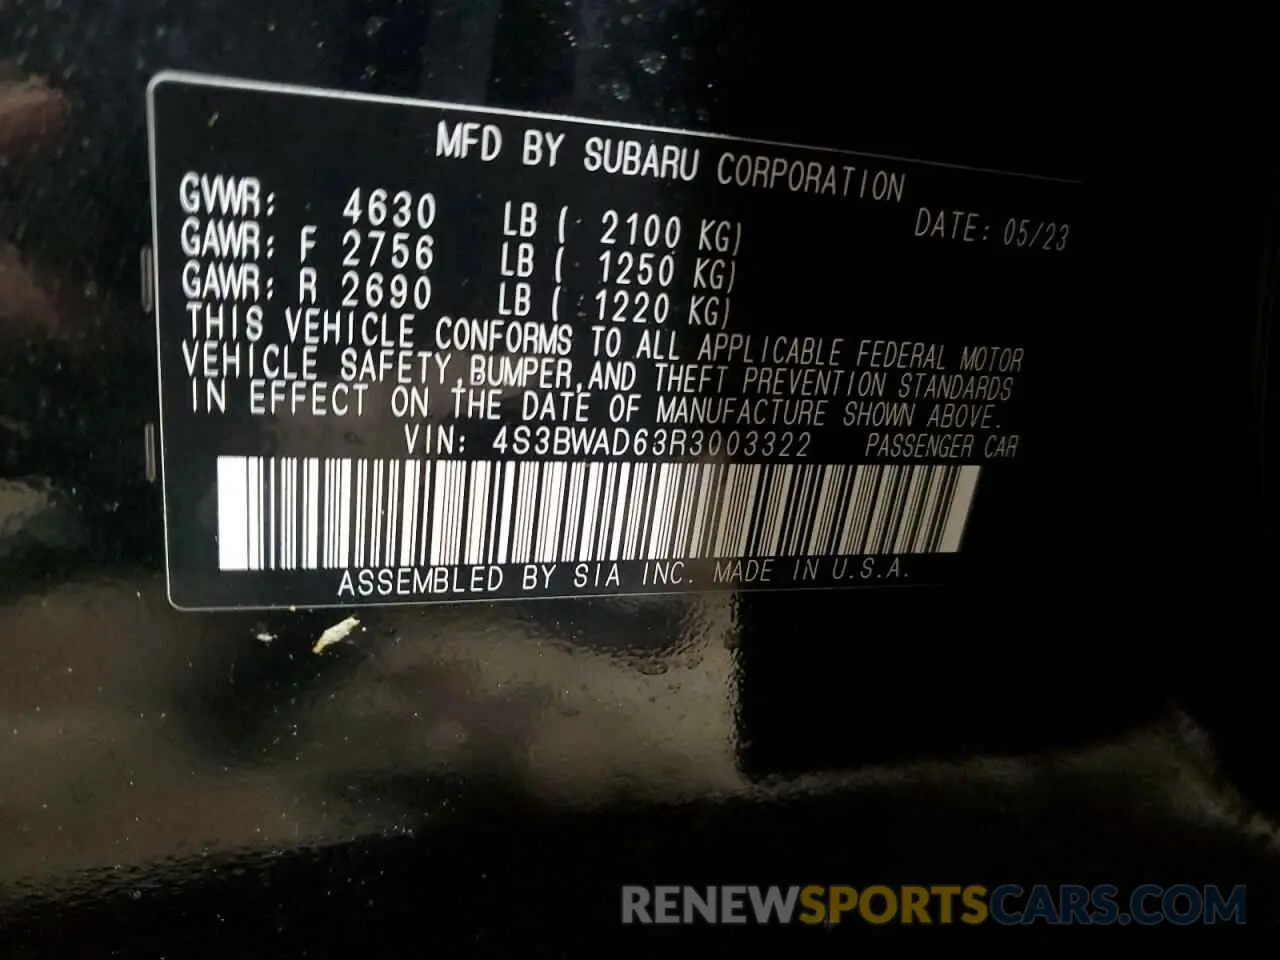 MFD BY SUBARU CORPORATION
DATE: 05/23
GVWR: 4630 LB ( 2100 KG)
GAWR: F 2756 LB ( 1250 KG)
GAWR: R 2690 LB ( 1220 KG)
THIS VEHICLE CONFORMS TO ALL APPLICABLE FEDERAL MOTOR
VEHICLE SAFETY, BUMPER, AND THEFT PREVENTION STANDARDS
IN EFFECT ON THE DATE OF MANUFACTURE SHOWN ABOVE.
VIN: 4S3BWAD63R3003322 PASSENGER CAR
ASSEMBLED BY SIA INC. MADE IN U.S.A.
RENEWSPORTSCARS.COM